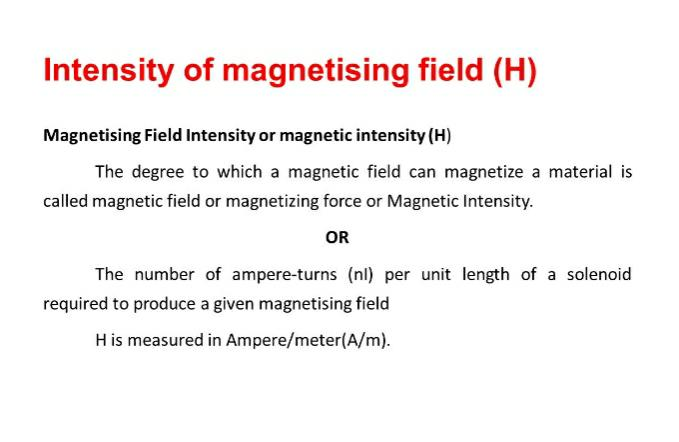 Intensity of magnetising field (H)
Magnetising Field Intensity or magnetic intensity (H)
The degree to which a magnetic field can magnetize a material is
called magnetic field or magnetizing force or Magnetic Intensity.
OR
The number of ampere-turns (nI) per unit length of a solenoid
required to produce a given magnetising field
H is measured in Ampere/meter(A/m).